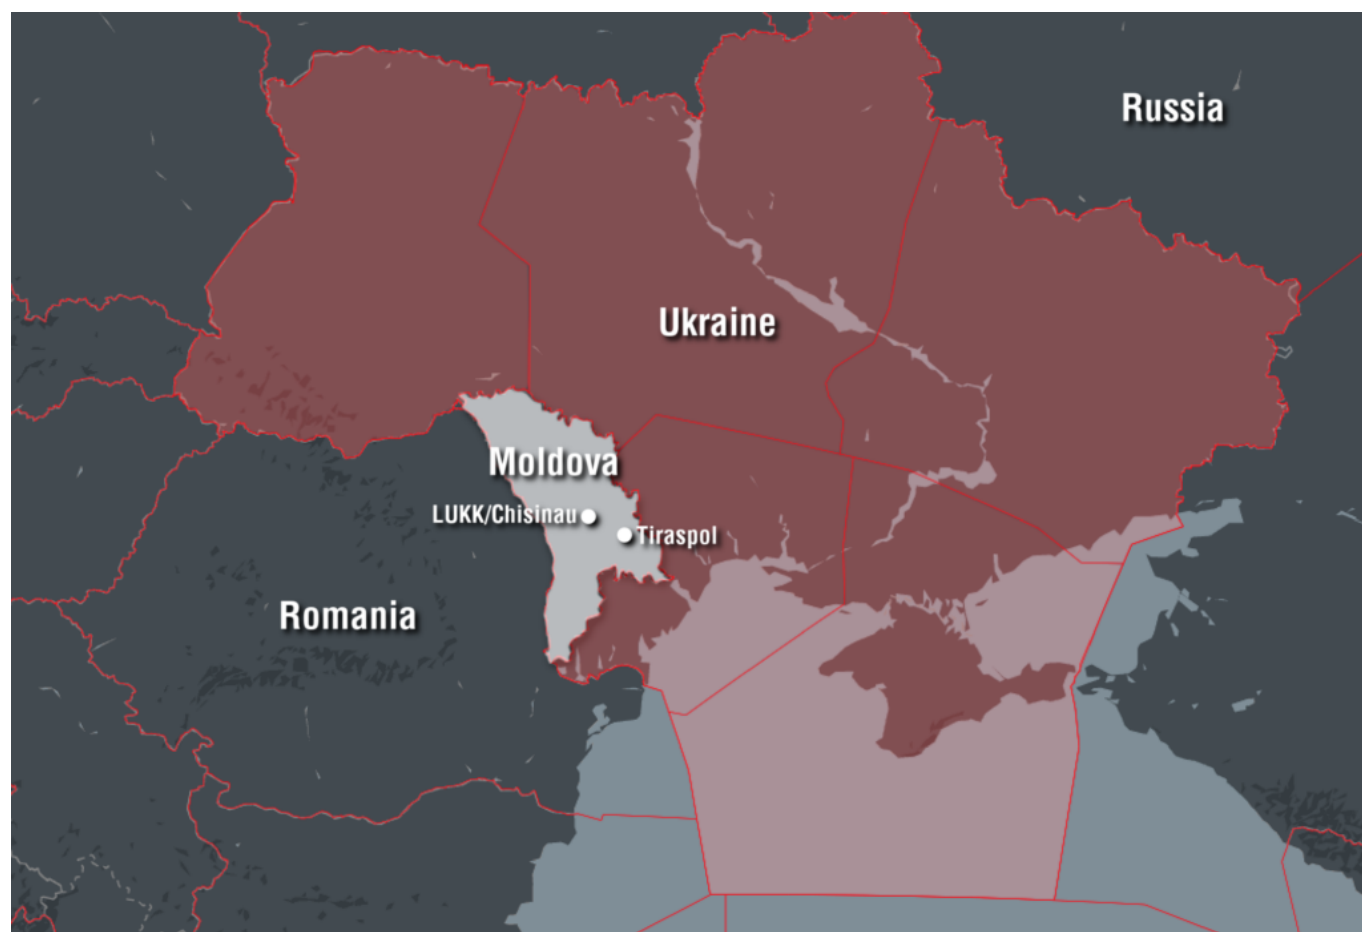 Russia
Ukraine
Moldova
LUKK/Chisinau
Tiraspol
Romania